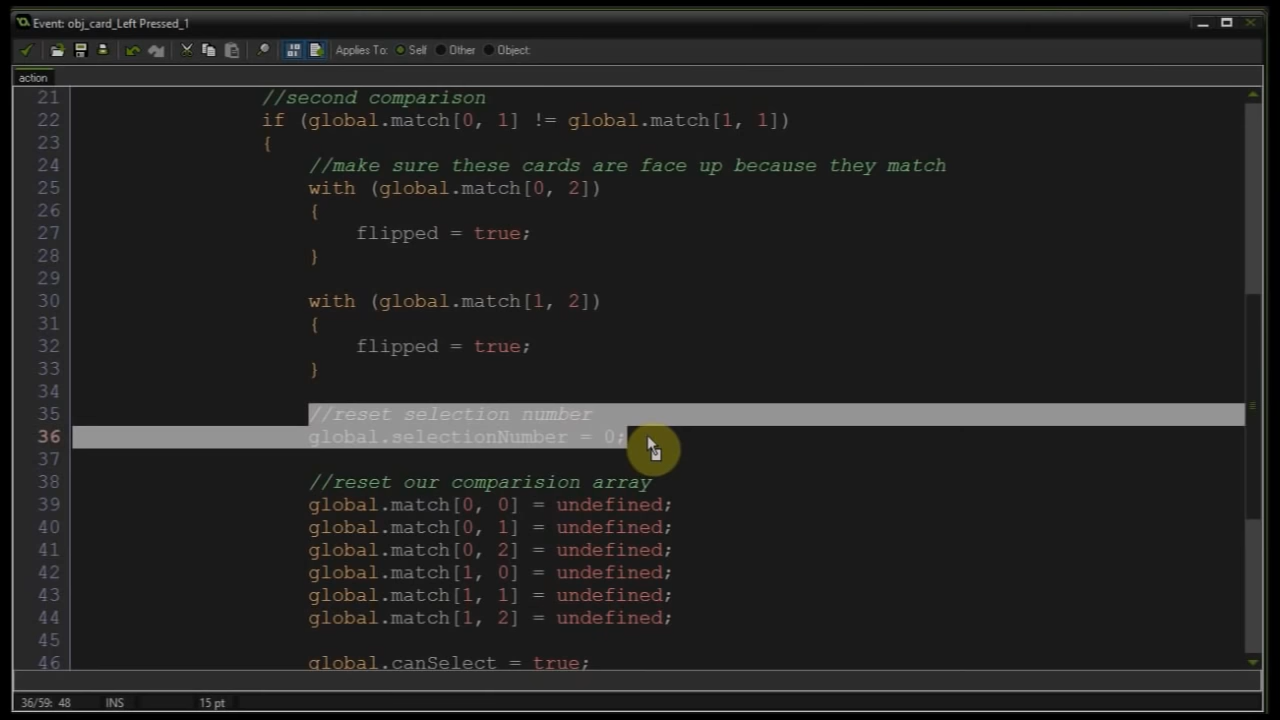 Event: obj_card_Left Pressed_1
Applies To: Self Other Object:
action
21 //second comparison
22 if (global.match[0, 1] != global.match[1, 1])
23 {
24 //make sure these cards are face up because they match
25 with (global.match[0, 2])
26 {
27 flipped = true;
28 }
29
30 with (global.match[1, 2])
31 {
32 flipped = true;
33 }
34
35 //reset selection number
36 global.selectionNumber = 0;
37
38 //reset our comparision array
39 global.match[0, 0] = undefined;
40 global.match[0, 1] = undefined;
41 global.match[0, 2] = undefined;
42 global.match[1, 0] = undefined;
43 global.match[1, 1] = undefined;
44 global.match[1, 2] = undefined;
45
46 global.canSelect = true;
36/59: 48 INS 15 pt